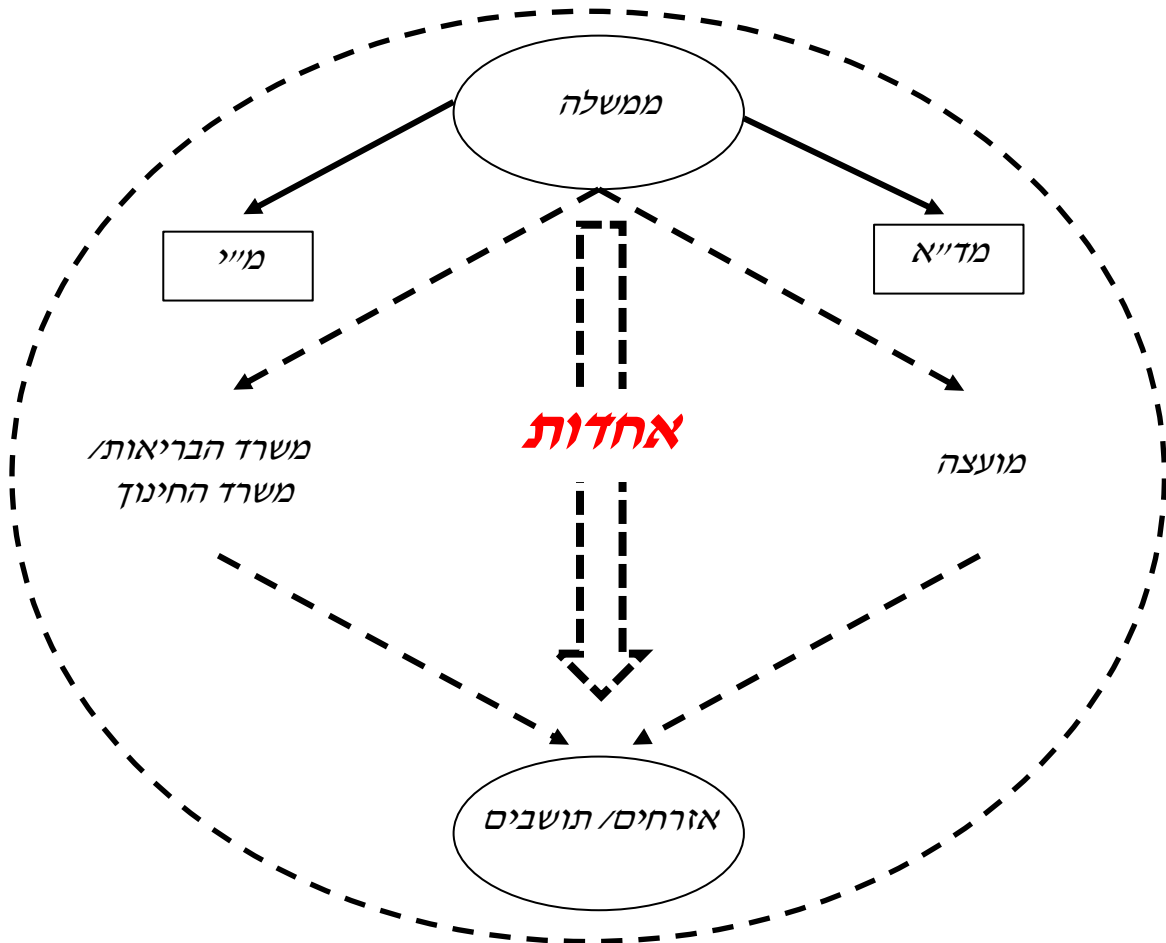 ממשלה
מד״א
מ״י
אחדות
משרד הבריאות/
משרד החינוך
מועצה
אזרחים/ תושבים